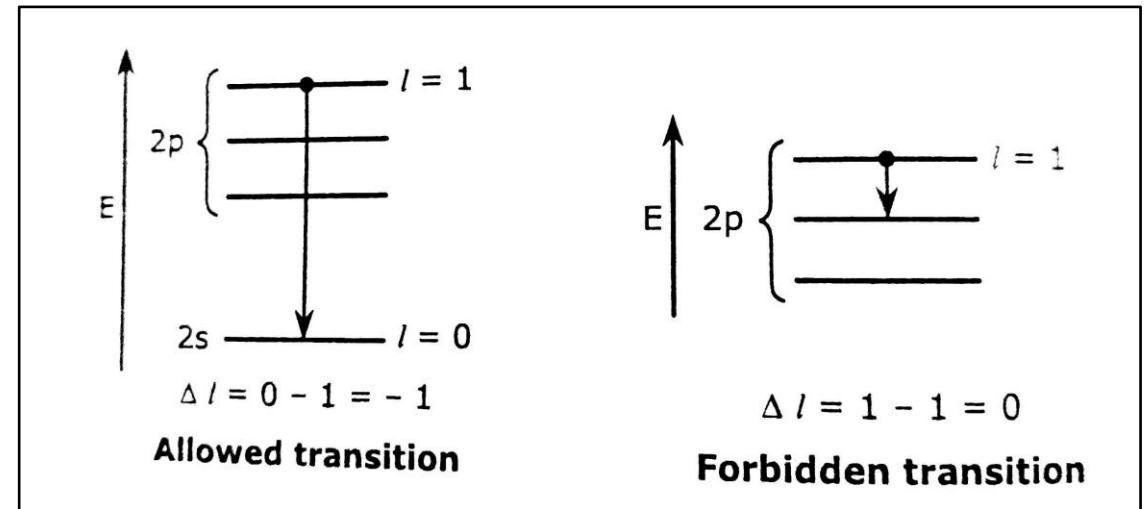 l = 1
2p
E
2s
l = 0
Δ l = 0 - 1 = - 1
Allowed transition
l = 1
E
2p
Δ l = 1 - 1 = 0
Forbidden transition